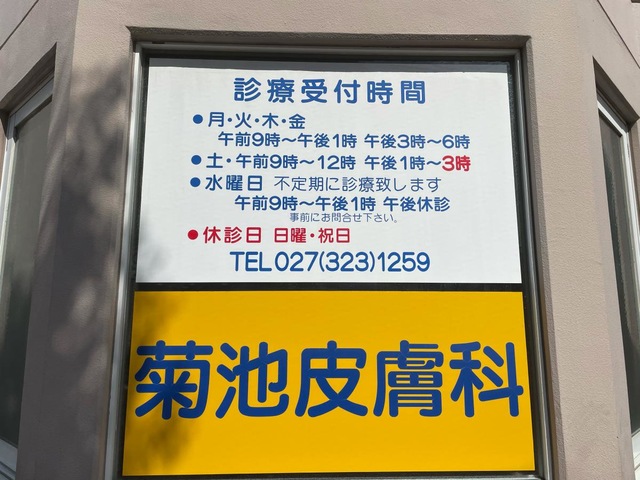 診療受付時間
●月・火・木・金
午前9時～午後1時 午後3時～6時
●土・午前9時～12時 午後1時～3時
●水曜日 不定期に診療致します
午前9時～午後1時 午後休診
事前にお問合せ下さい。
●休診日 日曜・祝日
TEL027(323)1259
菊池皮膚科